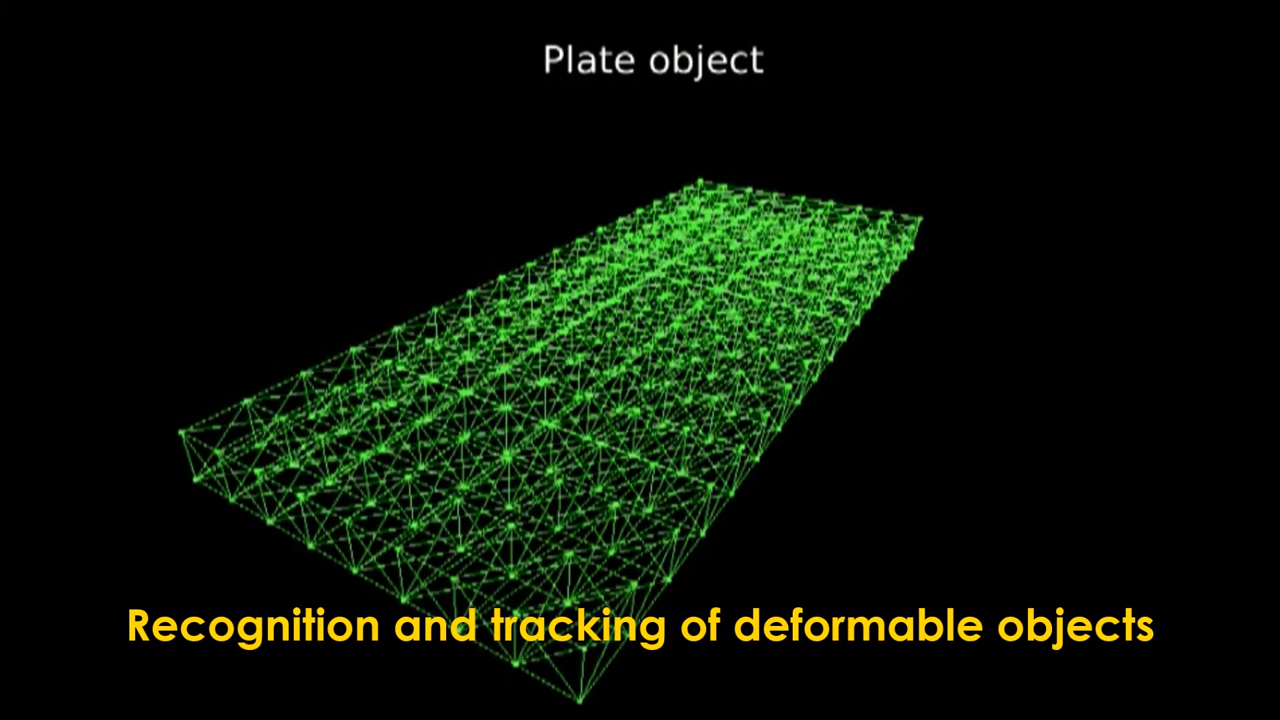 Plate object
Recognition and tracking of deformable objects